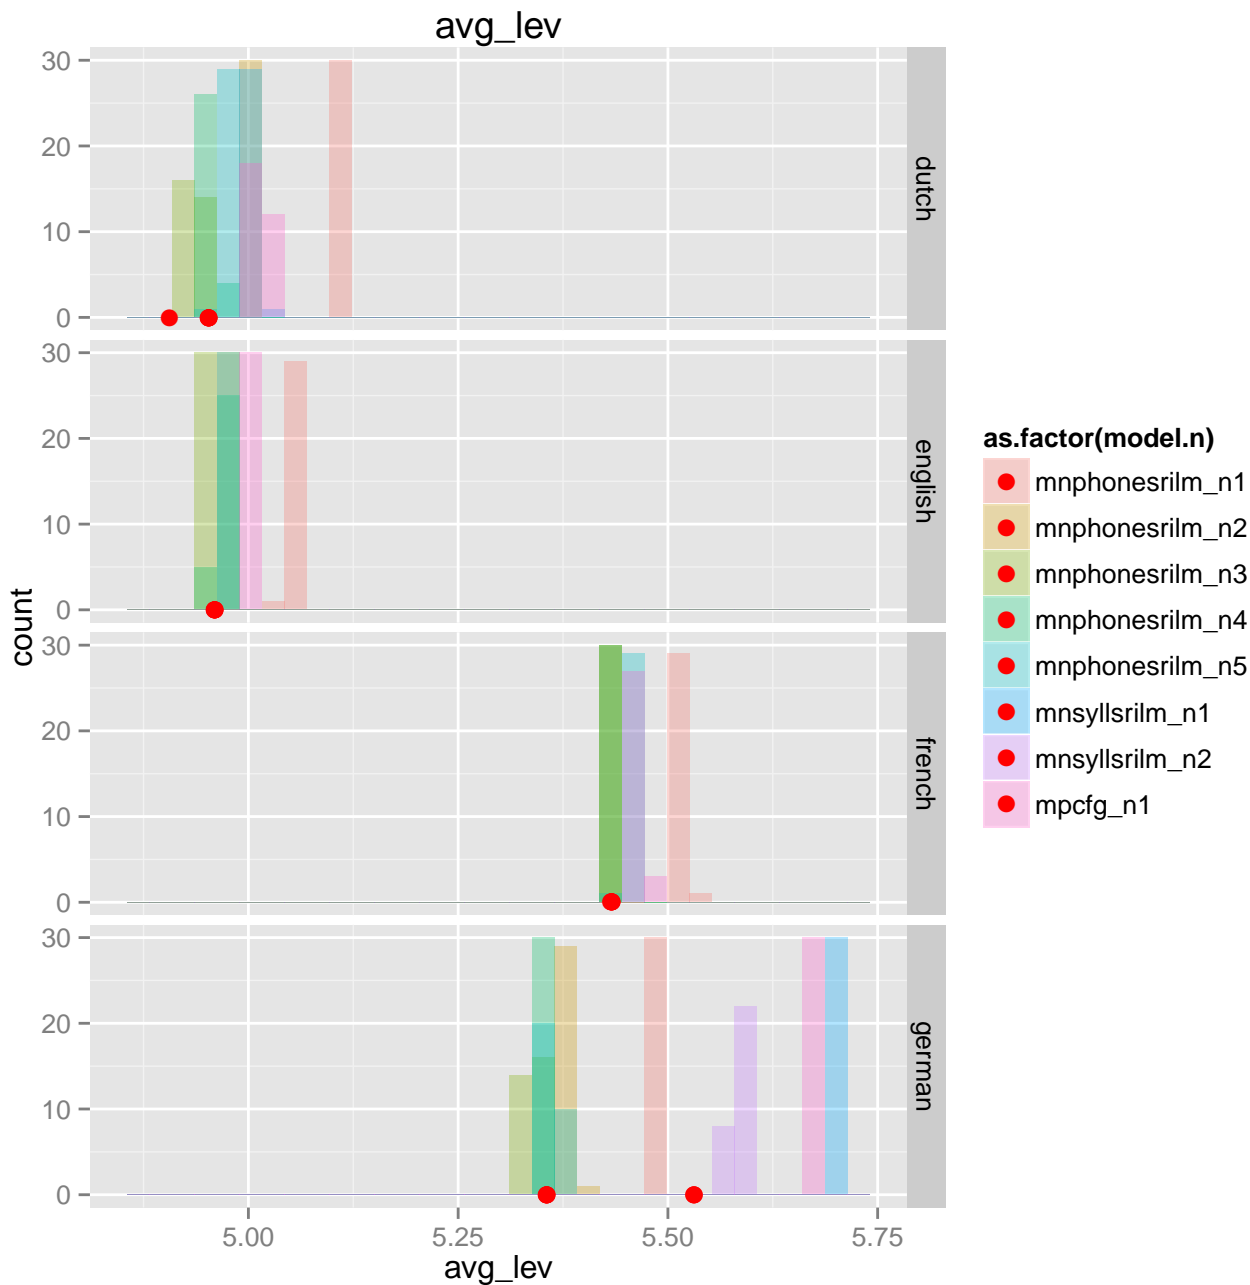 avg_lev
30
20
10
0
dutch
30
20
10
0
english
30
20
10
0
french
30
20
10
0
german
count
5.00 5.25 5.50 5.75
avg_lev
as.factor(model.n)
mnphonesrilm_n1
mnphonesrilm_n2
mnphonesrilm_n3
mnphonesrilm_n4
mnphonesrilm_n5
mnsyllsrilm_n1
mnsyllsrilm_n2
mpcfg_n1